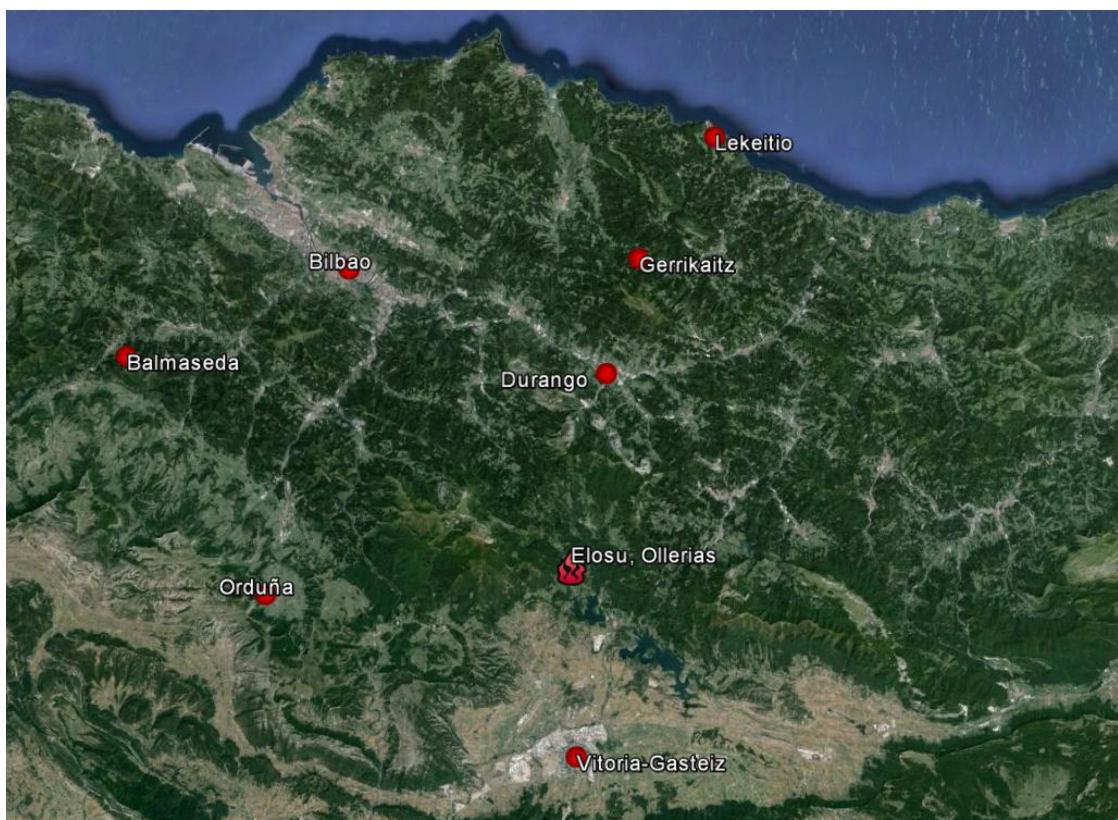 Lekeitio
Bilbao
Gerrikaitz
Balmaseda
Durango
Elosu, Ollerias
Orduña
Vitoria-Gasteiz